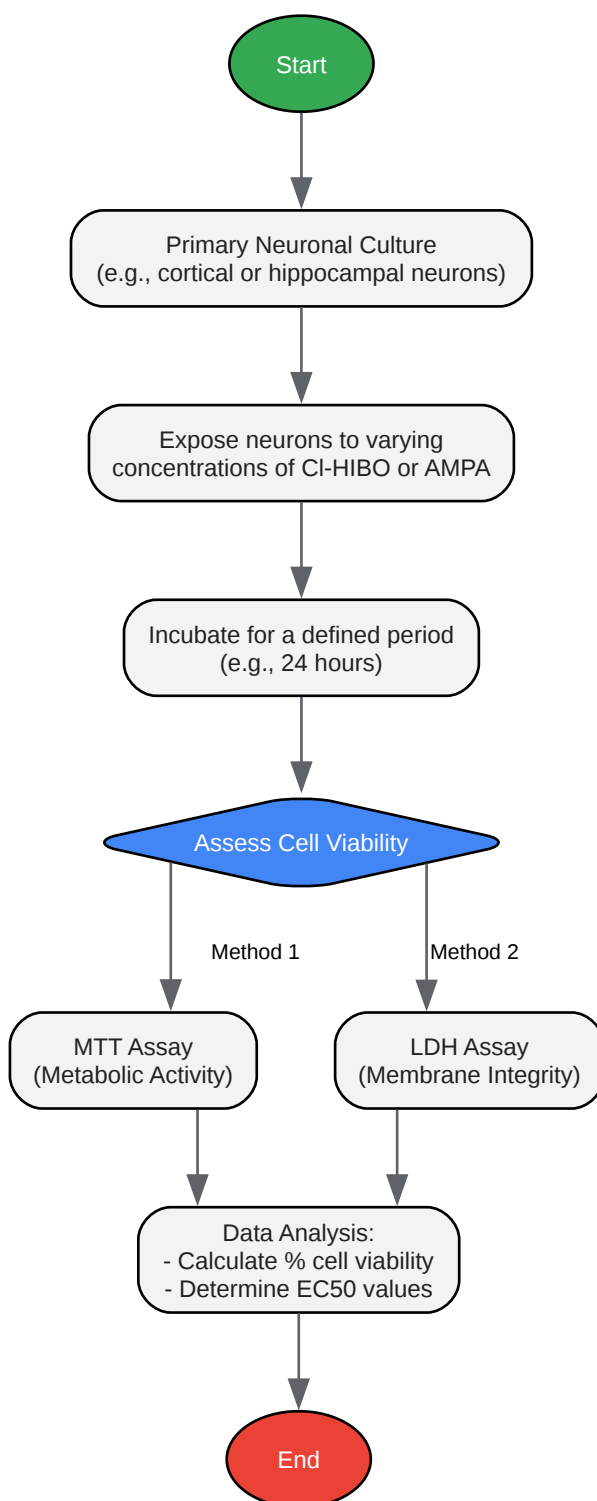 Start
Primary Neuronal Culture
(e.g., cortical or hippocampal neurons)
Expose neurons to varying
concentrations of Cl-HIBO or AMPA
Incubate for a defined period
(e.g., 24 hours)
Assess Cell Viability
Method 1
Method 2
MTT Assay
(Metabolic Activity)
LDH Assay
(Membrane Integrity)
Data Analysis:
- Calculate % cell viability
- Determine EC50 values
End